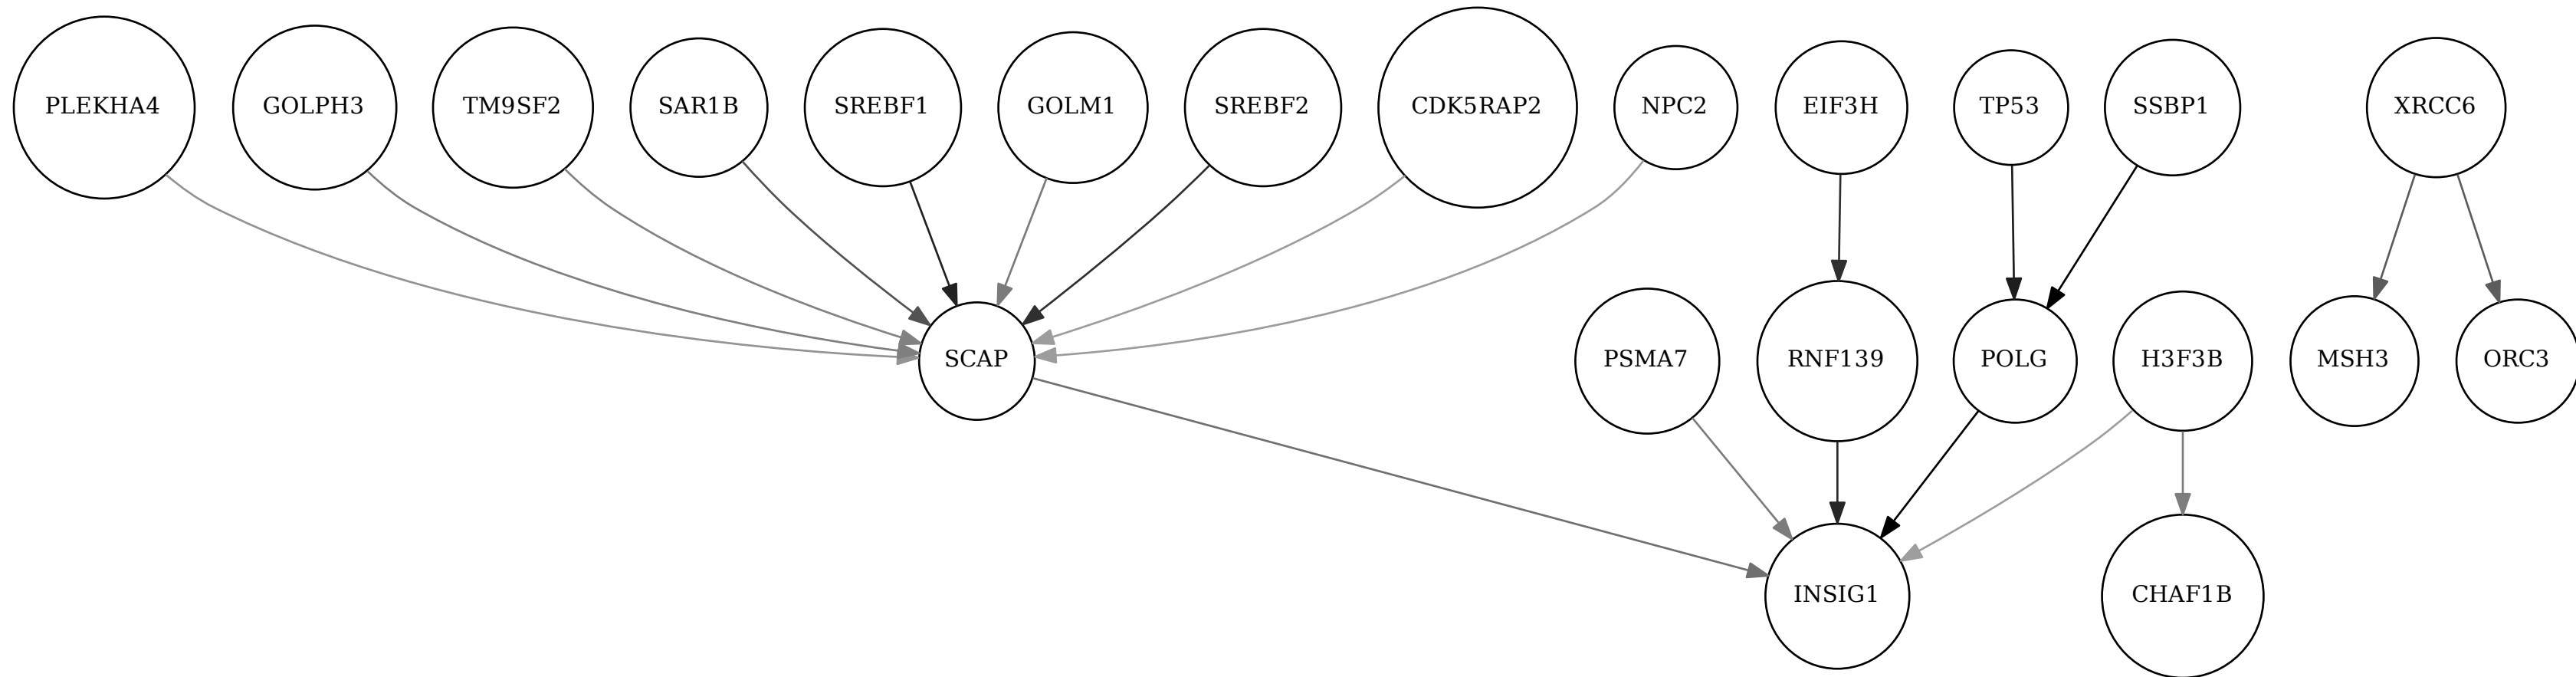 PLEKHA4
GOLPH3
TM9SF2
SAR1B
SREBF1
GOLM1
SREBF2
CDK5RAP2
NPC2
EIF3H
TP53
SSBP1
XRCC6
SCAP
PSMA7
RNF139
POLG
H3F3B
MSH3
ORC3
INSIG1
CHAF1B